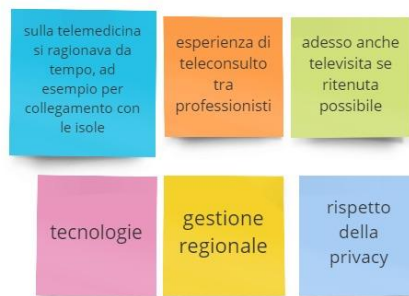 sulla telemedicina
si ragionava da
tempo, ad
esempio per
collegamento con
le isole
esperienza di
teleconsulto
tra
professionisti
adesso anche
televisita se
ritenuta
possibile
tecnologie
gestione
regionale
rispetto
della
privacy